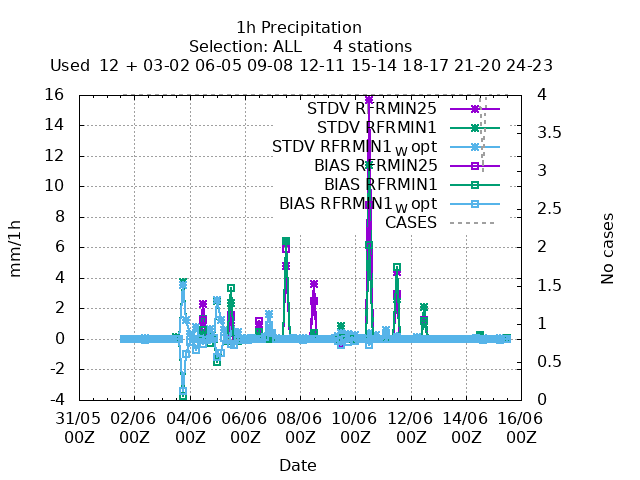 1h Precipitation
Selection: ALL 4 stations
Used 12 + 03-02 06-05 09-08 12-11 15-14 18-17 21-20 24-23
STDV RFRMIN25
STDV RFRMIN1
STDV RFRMIN1_W opt
BIAS RFRMIN25
BIAS RFRMIN1
BIAS RFRMIN1_W opt
CASES
mm/1h
16
14
12
10
8
6
4
2
0
-2
-4
No cases
4
3.5
3
2.5
2
1.5
1
0.5
0
31/05 02/06 04/06 06/06 08/06 10/06 12/06 14/06 16/06
00Z 00Z 00Z 00Z 00Z 00Z 00Z 00Z 00Z
Date